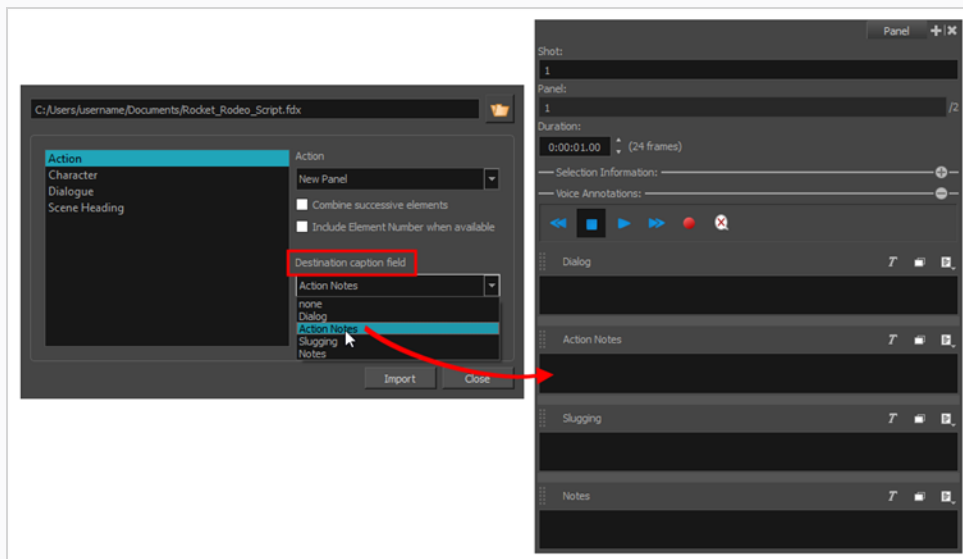 C:/Users/username/Documents/Rocket_Rodeo_Script.fdx
Action
Character
Dialogue
Scene Heading
Action
New Panel
Combine successive elements
Include Element Number when available
Destination caption field
Action Notes
none
Dialog
Action Notes
Slugging
Notes
Import
Close
Panel
Shot:
1
Panel:
1
/2
Duration:
0:00:01.00
(24 frames)
Selection Information:
Voice Annotations:
Dialog
T
Action Notes
T
Slugging
T
Notes
T